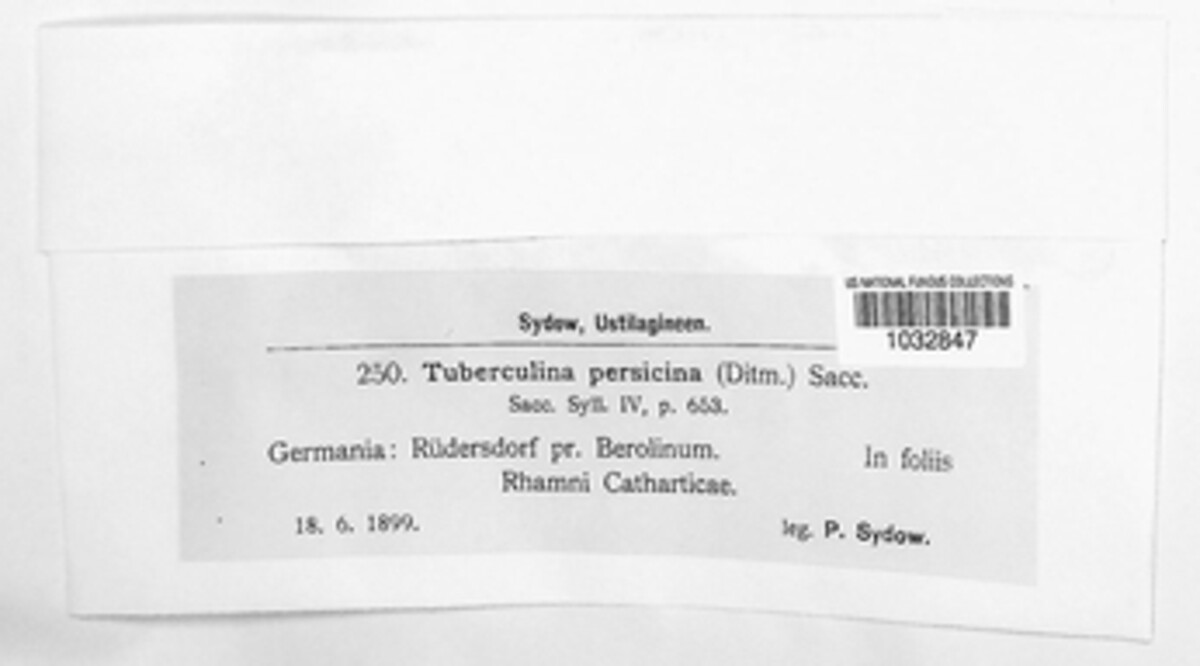 US NATIONAL FUNGUS COLLECTIONS
1032847
Sydow, Ustilagineen.
250. Tuberculina persicina (Ditm.) Sacc.
Sacc. Syll. IV, p. 653.
Germania: Rüdersdorf pr. Berolinum. In foliis
Rhamni Catharticae.
18. 6. 1899. leg. P. Sydow.